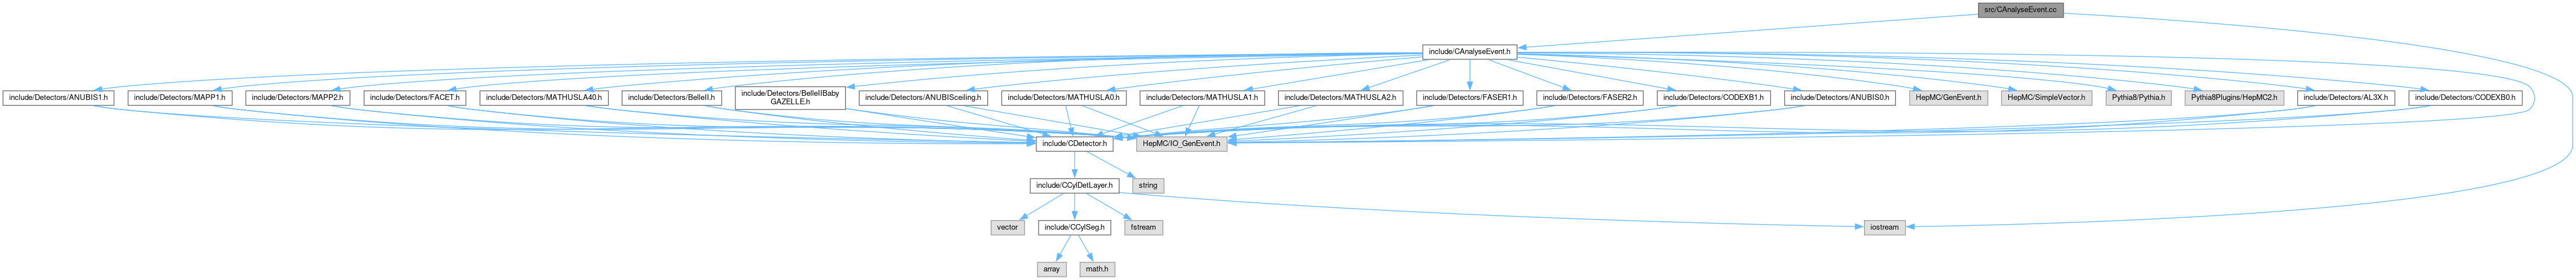 src/CAnalyseEvent.cc
include/CAnalyseEvent.h
include/Detectors/ANUBIS1.h
include/Detectors/MAPP1.h
include/Detectors/MAPP2.h
include/Detectors/FACET.h
include/Detectors/MATHUSLA40.h
include/Detectors/BelleII.h
include/Detectors/BelleIIBaby
GAZELLE.h
include/Detectors/ANUBISceiling.h
include/Detectors/MATHUSLA0.h
include/Detectors/MATHUSLA1.h
include/Detectors/MATHUSLA2.h
include/Detectors/FASER1.h
include/Detectors/FASER2.h
include/Detectors/CODEXB1.h
include/Detectors/ANUBIS0.h
HepMC/GenEvent.h
HepMC/SimpleVector.h
Pythia8/Pythia.h
Pythia8Plugins/HepMC2.h
include/Detectors/AL3X.h
include/Detectors/CODEXB0.h
include/CDetector.h
HepMC/IO_GenEvent.h
include/CCylDetLayer.h
string
vector
include/CCylSeg.h
fstream
iostream
array
math.h